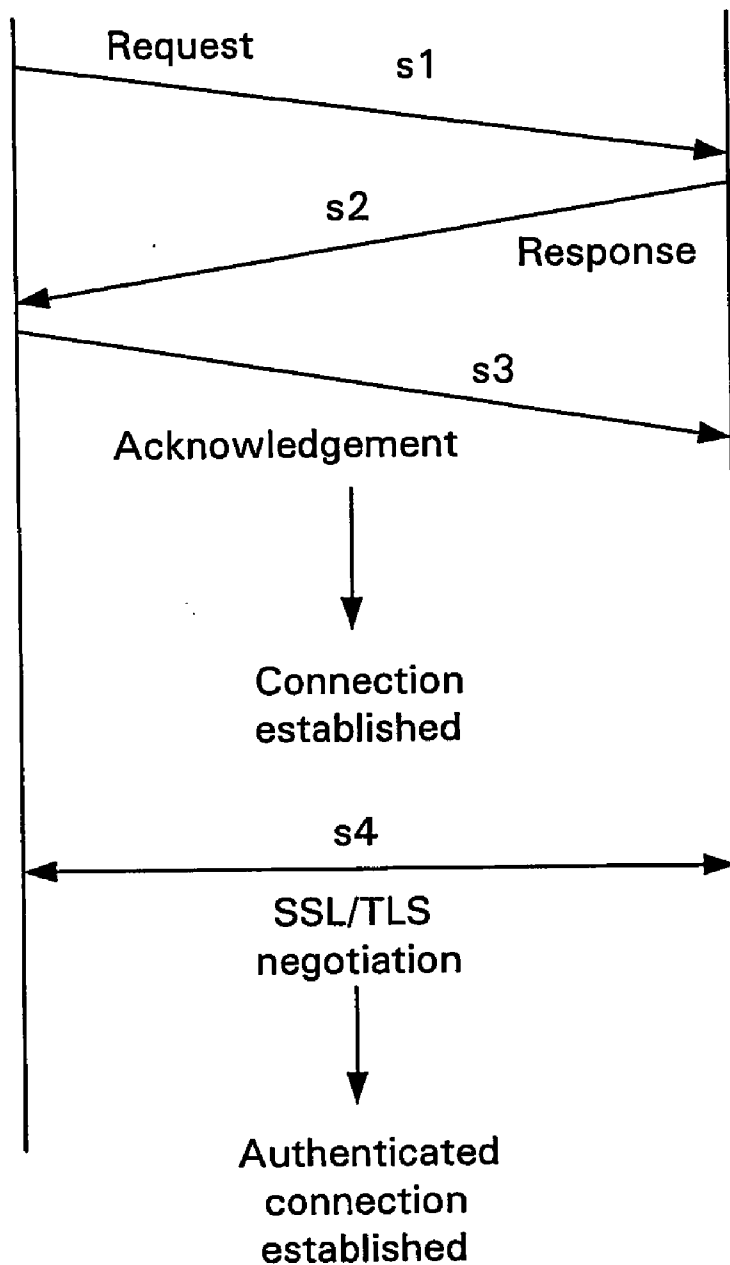 Request
s1
s2
Response
s3
Acknowledgement
Connection
established
s4
SSL/TLS
negotiation
Authenticated
connection
established